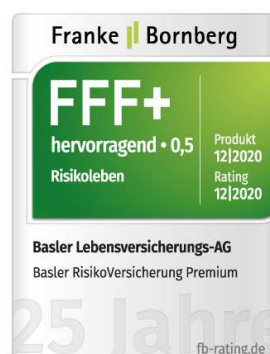 Franke Bornberg
FFF+
hervorragend • 0,5
Risikoleben
Produkt
12|2020
Rating
12|2020
Basler Lebensversicherungs-AG
Basler RisikoVersicherung Premium
25 Jahre
fb-rating.de